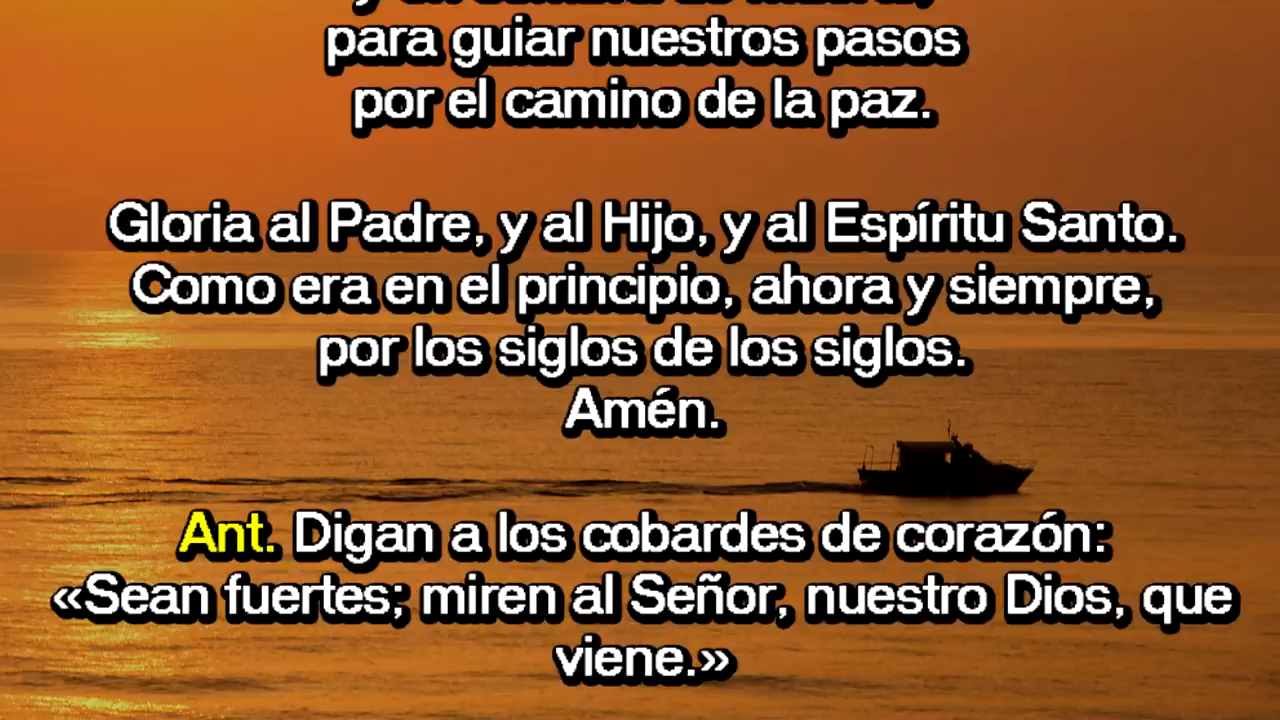 para guiar nuestros pasos
por el camino de la paz.
Gloria al Padre, y al Hijo, y al Espíritu Santo.
Como era en el principio, ahora y siempre,
por los siglos de los siglos.
Amén.
Ant. Digan a los cobardes de corazón:
«Sean fuertes; miren al Señor, nuestro Dios, que
viene.»